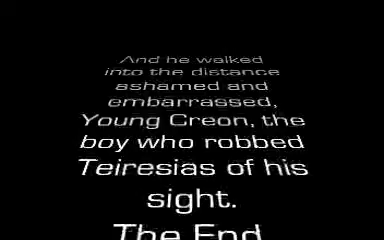 And he walked
into the distance
ashamed and
embarrassed,
Young Creon, the
boy who robbed
Teiresias of his
sight.
The End